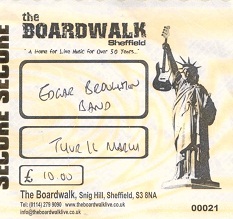 the
BOARDWALK
Sheffield
"A Home for Live Music for Over 50 Years..."
EDGAR BROUGHTON
BAND
THUR 16 MARCH
£ 10.00
The Boardwalk, Snig Hill, Sheffield, S3 8NA
Tel: (0114) 279 9090 www.theboardwalklive.co.uk
info@theboardwalklive.co.uk
00021
SECURE SECURE